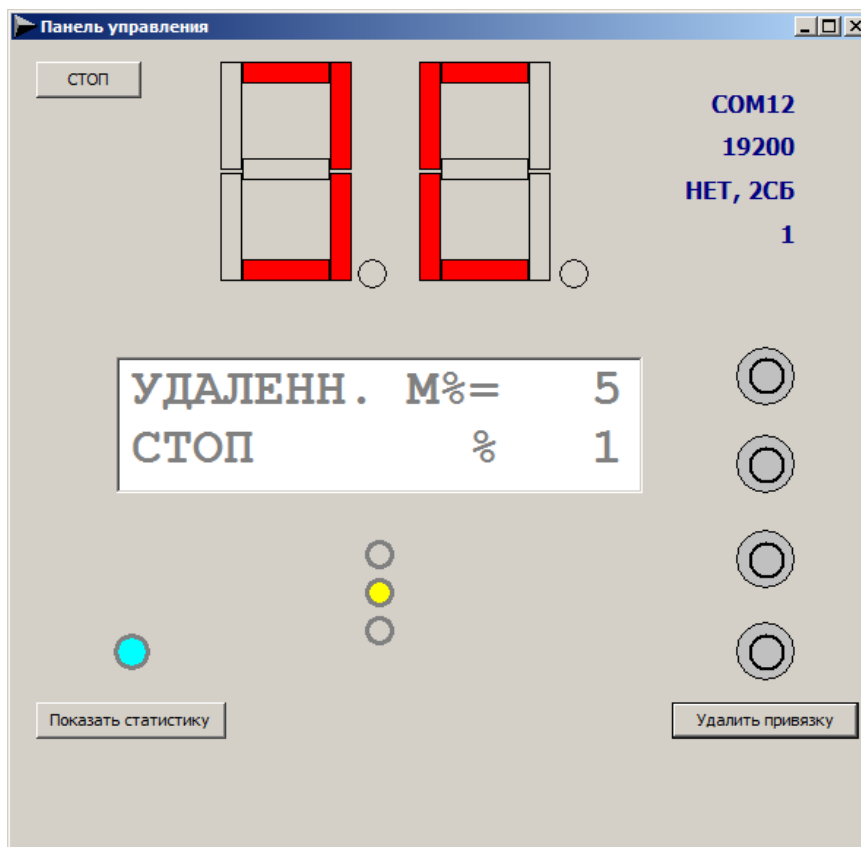 Панель управления
СТОП
COM12
19200
НЕТ, 2СБ
1
УДАЛЕНН. М%= 5
СТОП % 1
Показать статистику
Удалить привязку